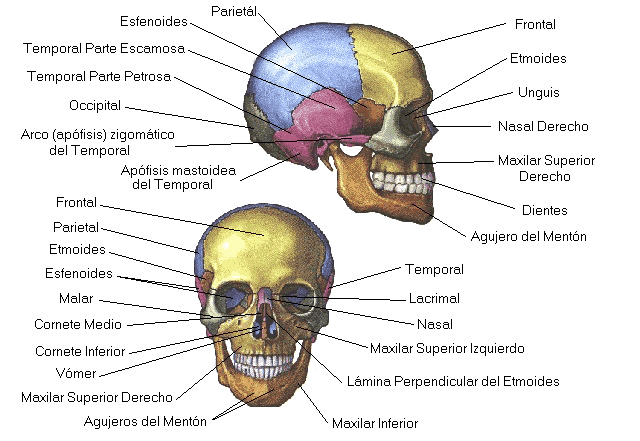 Parietál
Esfenoides
Temporal Parte Escamosa
Temporal Parte Petrosa
Occipital
Arco (apófisis) zigomático
del Temporal
Apófisis mastoidea
del Temporal
Frontal
Etmoides
Unguis
Nasal Derecho
Maxilar Superior
Derecho
Dientes
Agujero del Mentón
Frontal
Parietal
Etmoides
Esfenoides
Malar
Cornete Medio
Cornete Inferior
Vómer
Maxilar Superior Derecho
Agujeros del Mentón
Temporal
Lacrimal
Nasal
Maxilar Superior Izquierdo
Lámina Perpendicular del Etmoides
Maxilar Inferior